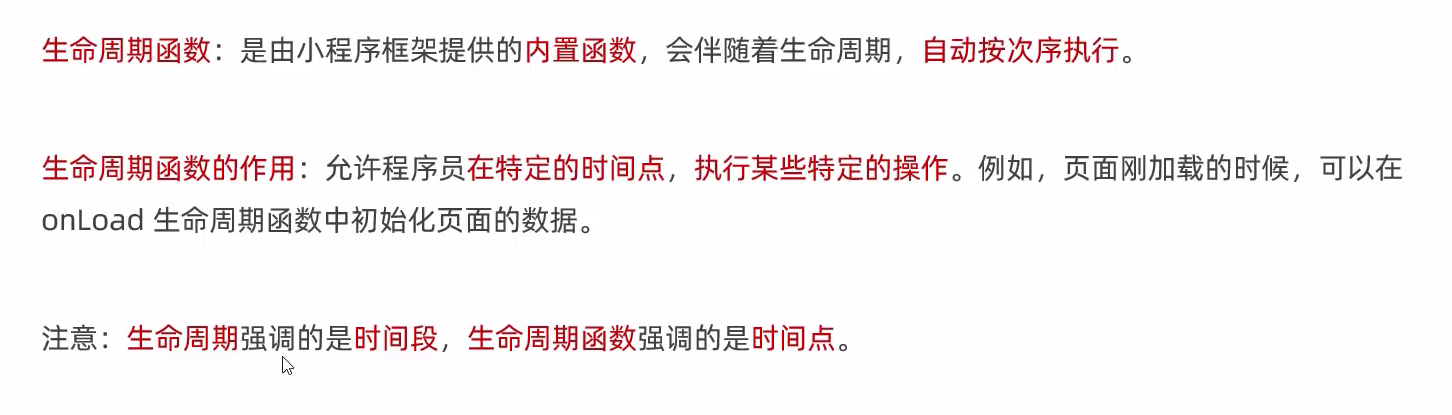 生命周期函数：是由小程序框架提供的内置函数，会伴随着生命周期，自动按次序执行。
生命周期函数的作用：允许程序员在特定的时间点，执行某些特定的操作。例如，页面刚加载的时候，可以在
onLoad 生命周期函数中初始化页面的数据。
注意：生命周期强调的是时间段，生命周期函数强调的是时间点。